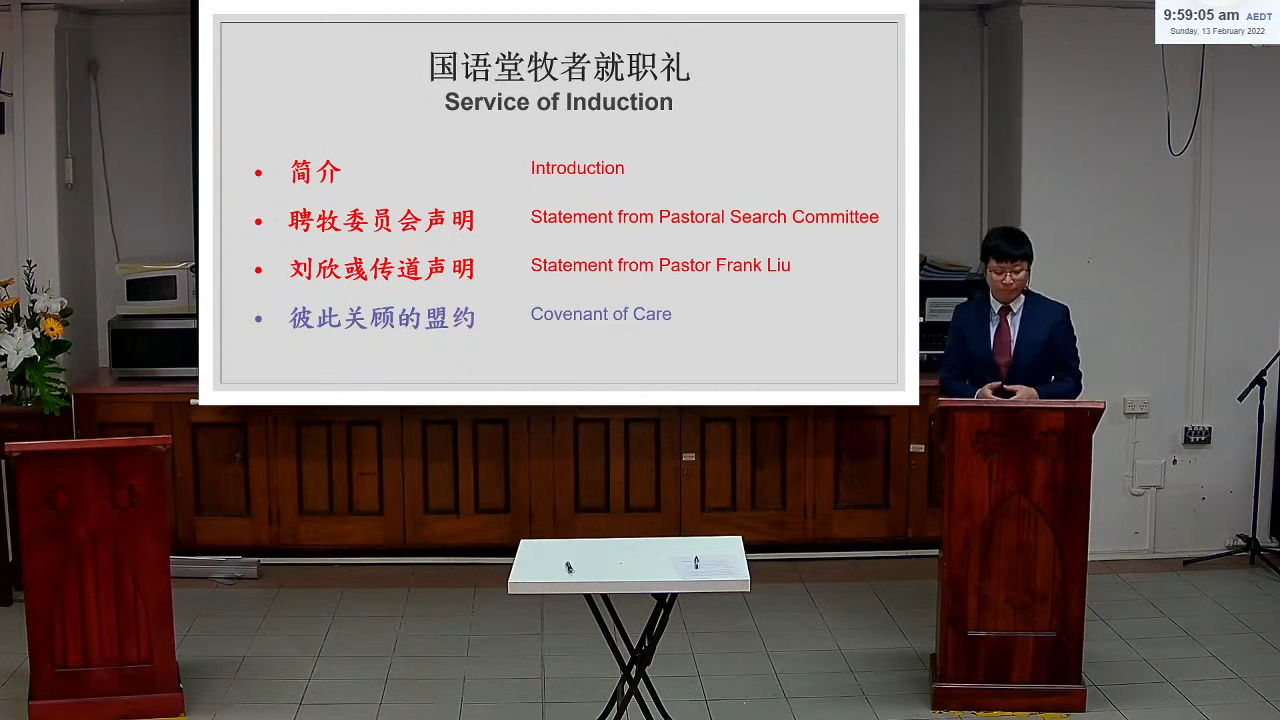 9:59:05 am AEDT
Sunday, 13 February 2022
国语堂牧者就职礼
Service of Induction
• 简介 Introduction
• 聘牧委员会声明 Statement from Pastoral Search Committee
• 刘欣彧传道声明 Statement from Pastor Frank Liu
• 彼此关顾的盟约 Covenant of Care